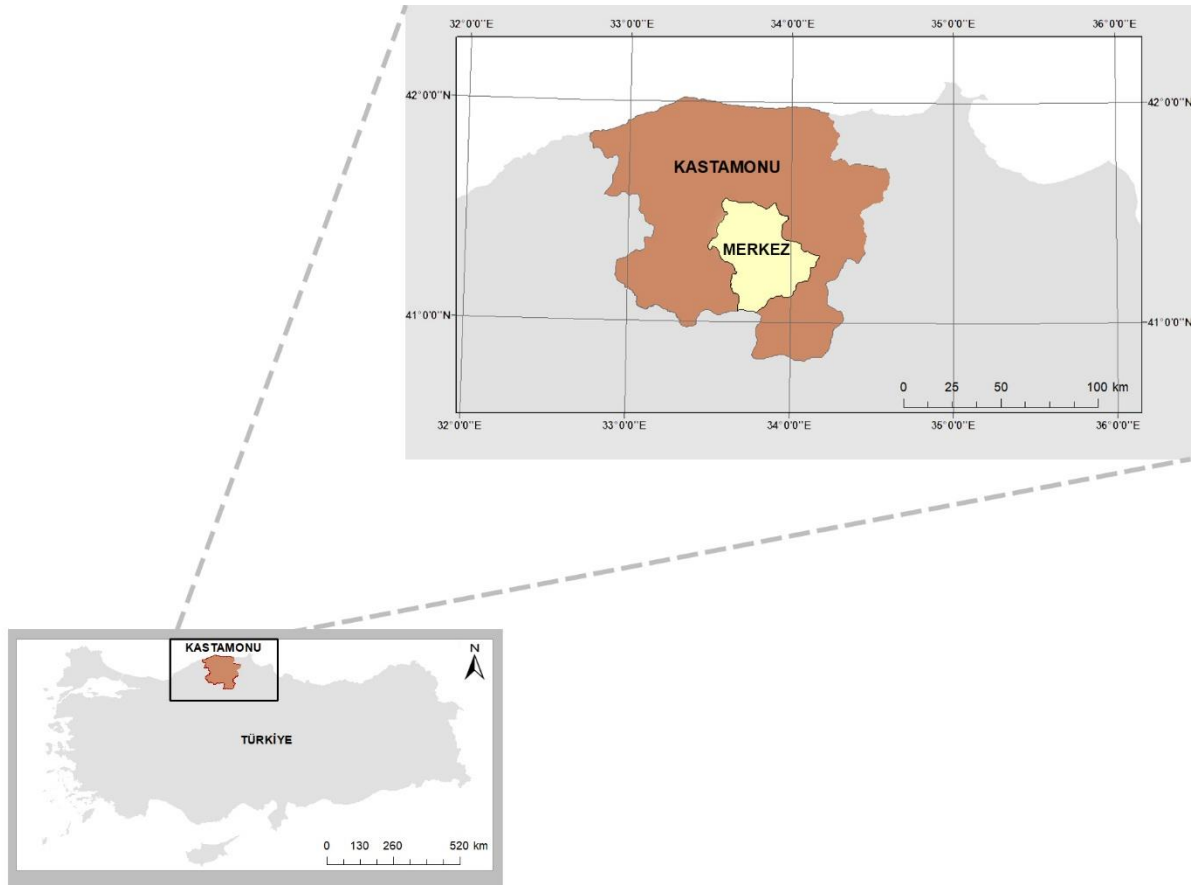 32°0'0"E 33°0'0"E 34°0'0"E 35°0'0"E 36°0'0"E
42°0'0"N 42°0'0"N
KASTAMONU
MERKEZ
41°0'0"N 41°0'0"N
0 25 50 100 km
32°0'0"E 33°0'0"E 34°0'0"E 35°0'0"E 36°0'0"E
KASTAMONU
N
TÜRKİYE
0 130 260 520 km